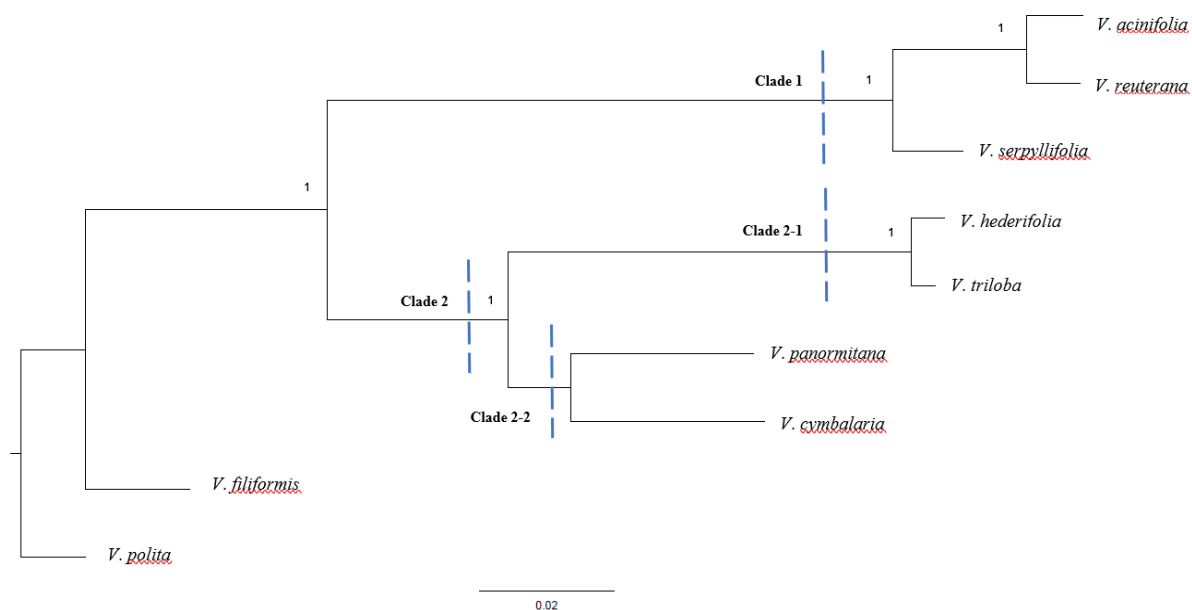 1
V. acinifolia
Clade 1
1
V. reuterana
V. serpyllifolia
1
Clade 2-1
1
V. hederifolia
V. triloba
Clade 2
1
V. panormitana
Clade 2-2
V. cymbalaria
V. filiformis
V. polita
0.02